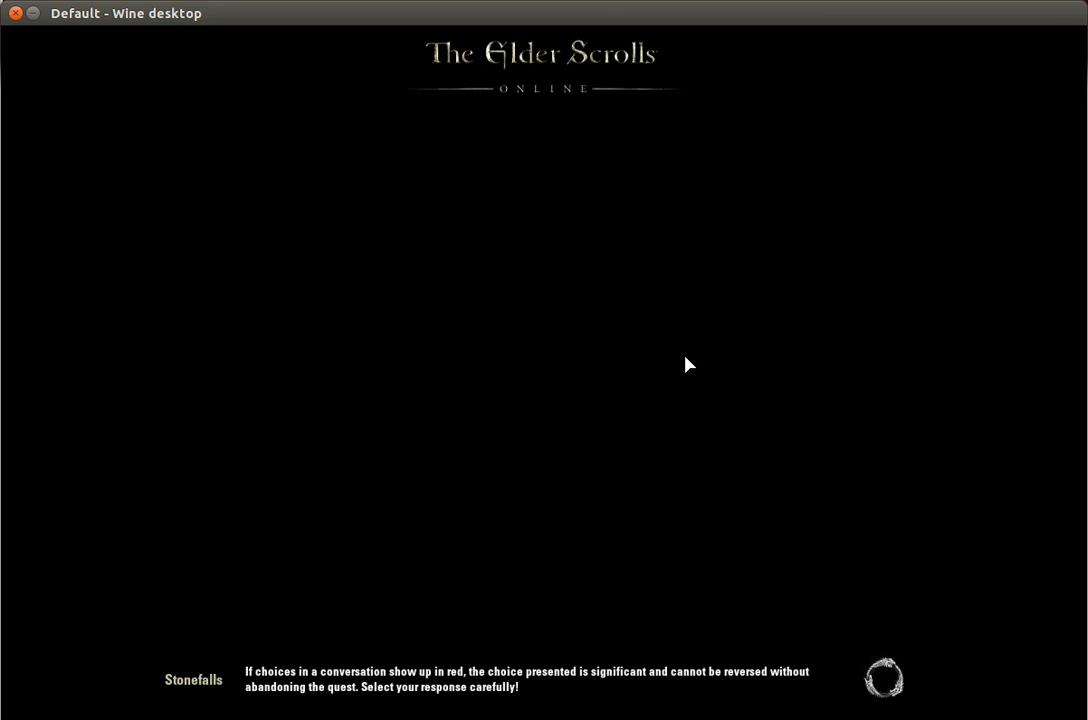 Default - Wine desktop
The Elder Scrolls
ONLINE
Stonefalls
If choices in a conversation show up in red, the choice presented is significant and cannot be reversed without
abandoning the quest. Select your response carefully!